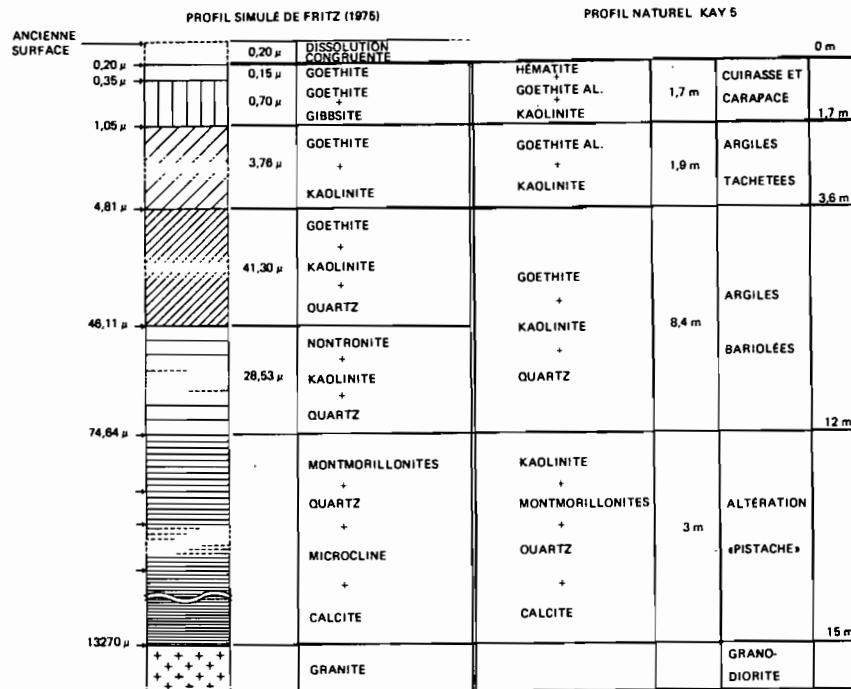 PROFIL SIMULÉ DE FRITZ (1975)
PROFIL NATUREL KAY 5
ANCIENNE
SURFACE
0 m
0,20 µ
DISSOLUTION
CONGRUENTE
0,20 µ
0,15 µ
GOETHITE
HÉMATITE
+
CUIRASSE ET
0,35 µ
0,70 µ
GOETHITE
+
GIBBSITE
GOETHITE AL.
+
KAOLINITE
1,7 m
CARAPACE
1,05 µ
1,7 m
3,76 µ
GOETHITE
+
KAOLINITE
GOETHITE AL.
+
KAOLINITE
1,9 m
ARGILES
TACHETÉES
4,81 µ
3,6 m
41,30 µ
GOETHITE
+
KAOLINITE
+
QUARTZ
GOETHITE
+
KAOLINITE
+
QUARTZ
8,4 m
ARGILES
BARIOLÉES
46,11 µ
28,53 µ
NONTRONITE
+
KAOLINITE
+
QUARTZ
74,64 µ
12 m
MONTMORILLONITES
+
QUARTZ
+
MICROCLINE
+
CALCITE
KAOLINITE
+
MONTMORILLONITES
+
QUARTZ
+
CALCITE
3 m
ALTÉRATION
«PISTACHE»
13270 µ
15 m
GRANITE
GRANO-
DIORITE